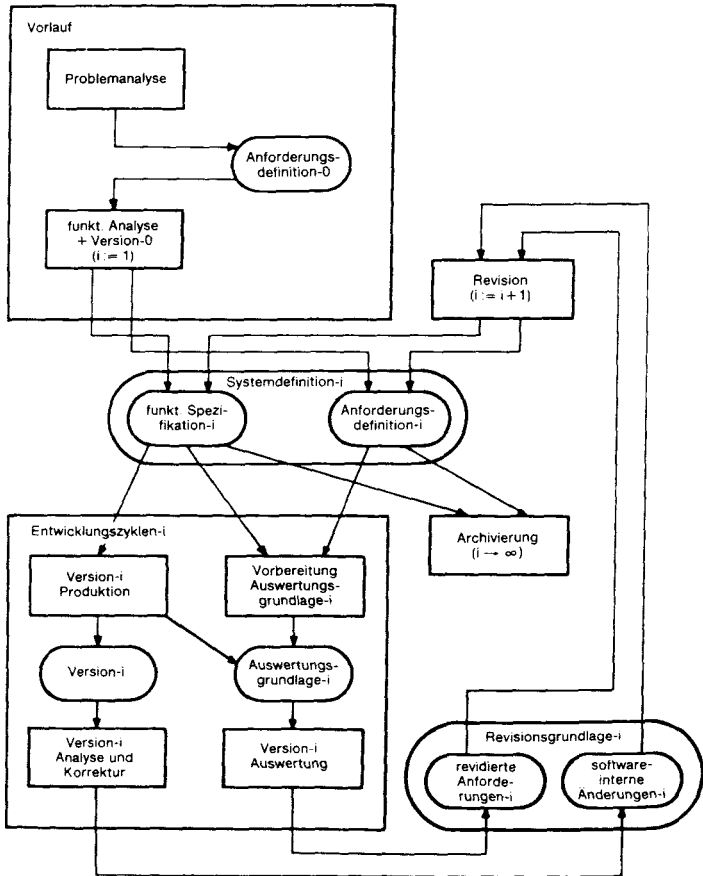 Vorlauf
Problemanalyse
Anforderungs-
definition-0
funkt. Analyse
+ Version-0
(i := 1)
Revision
(i := i + 1)
Systemdefinition-i
funkt. Spezi-
fikation-i
Anforderungs-
definition-i
Entwicklungszyklen-i
Archivierung
(i → ∞)
Version-i
Produktion
Vorbereitung
Auswertungs-
grundlage-i
Version-i
Auswertungs-
grundlage-i
Version-i
Analyse und
Korrektur
Version-i
Auswertung
Revisionsgrundlage-i
revidierte
Anforde-
rungen-i
software-
interne
Änderungen-i